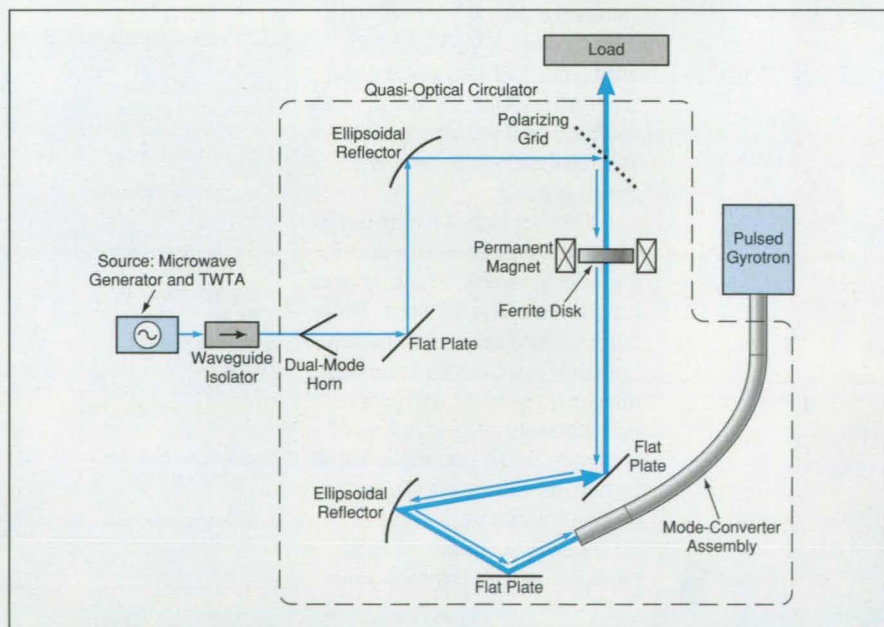 Load
Quasi-Optical Circulator
Ellipsoidal
Reflector
Polarizing
Grid
Permanent
Magnet
Ferrite Disk
Pulsed
Gyrotron
Source: Microwave
Generator and TWTA
Waveguide
Isolator
Dual-Mode
Horn
Flat Plate
Flat
Plate
Ellipsoidal
Reflector
Flat Plate
Mode-Converter
Assembly